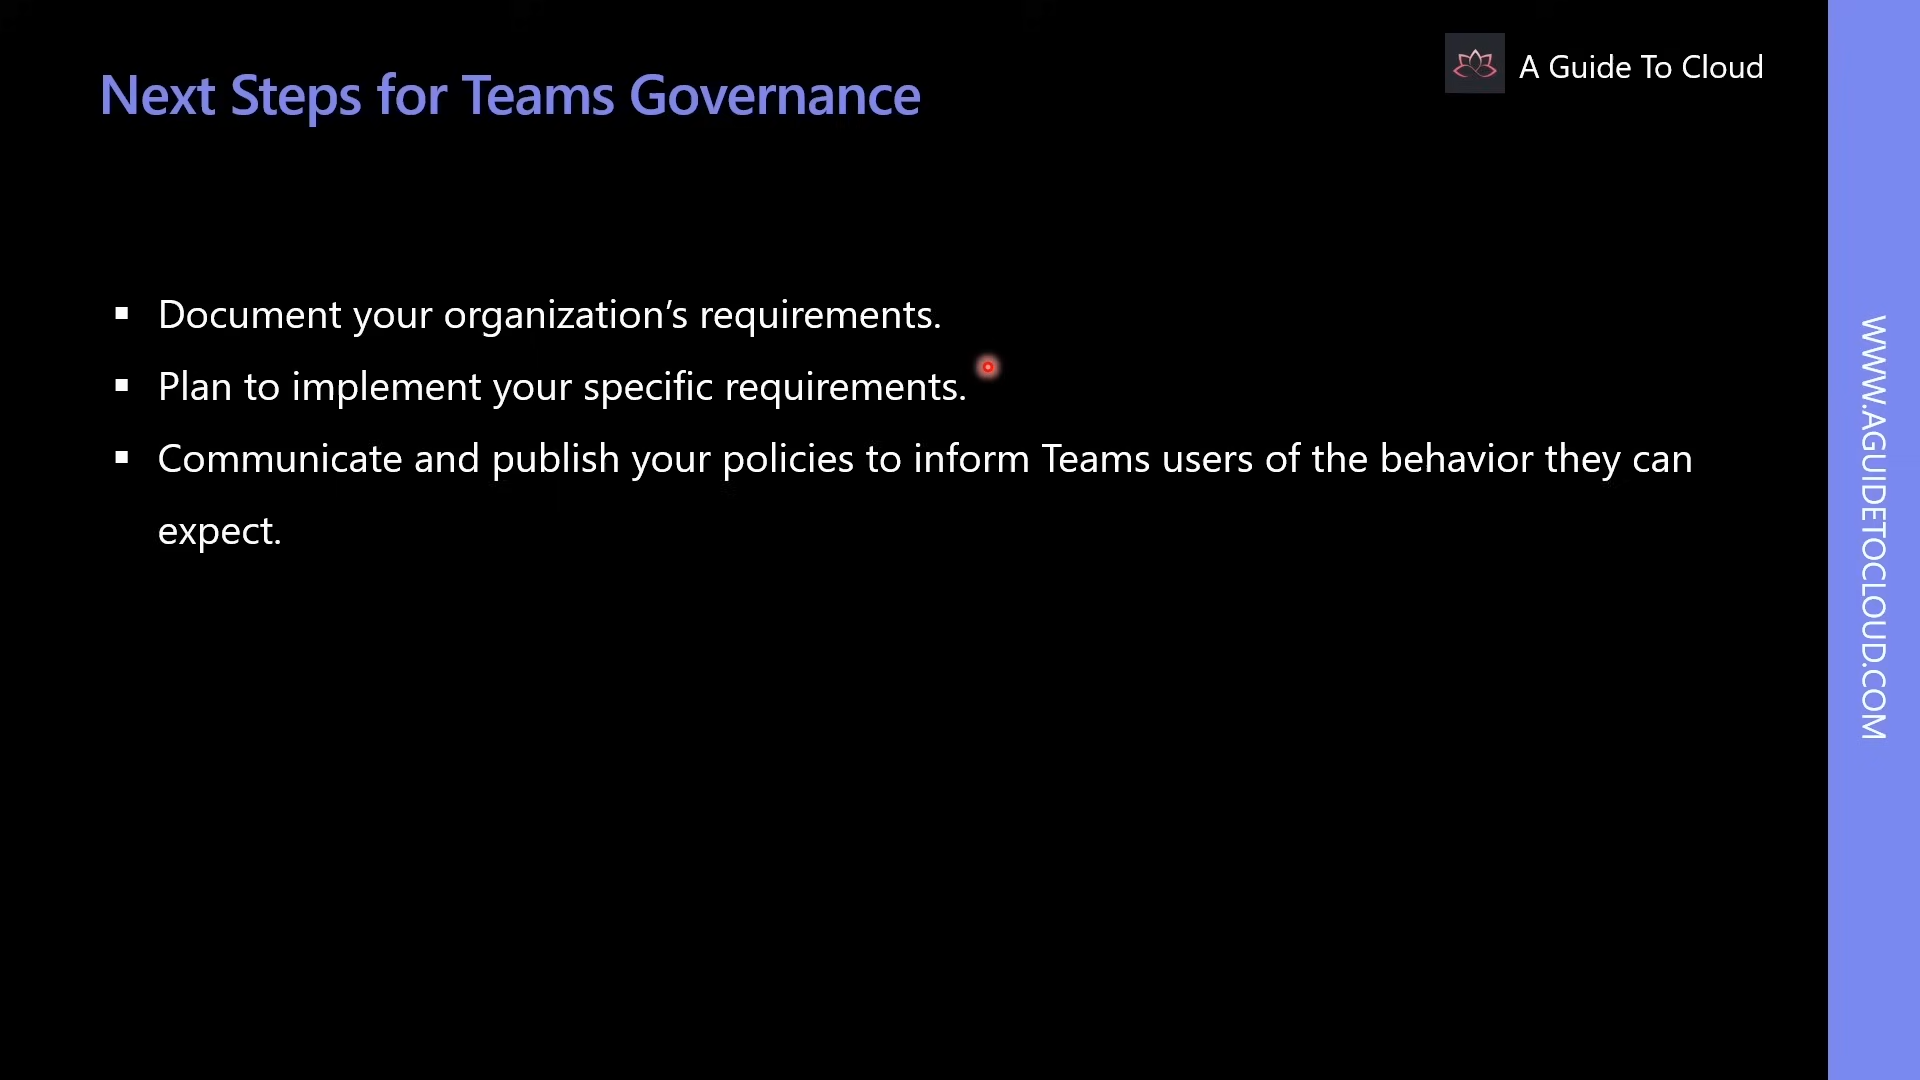 Next Steps for Teams Governance
A Guide To Cloud
▪ Document your organization’s requirements.
▪ Plan to implement your specific requirements.
▪ Communicate and publish your policies to inform Teams users of the behavior they can
expect.
WWW.AGUIDETOCLOUD.COM